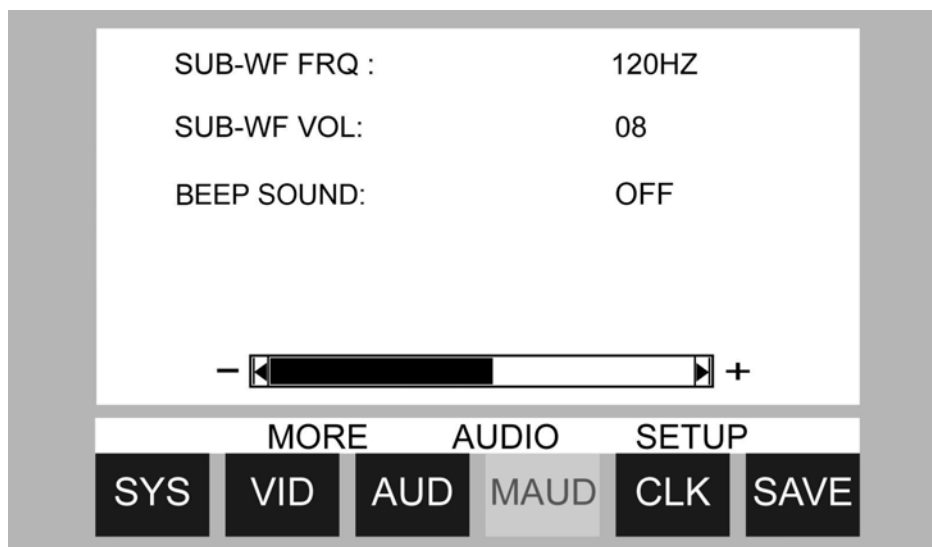 SUB-WF FRQ : 120HZ
SUB-WF VOL: 08
BEEP SOUND: OFF
- +
MORE AUDIO SETUP
SYS VID AUD MAUD CLK SAVE